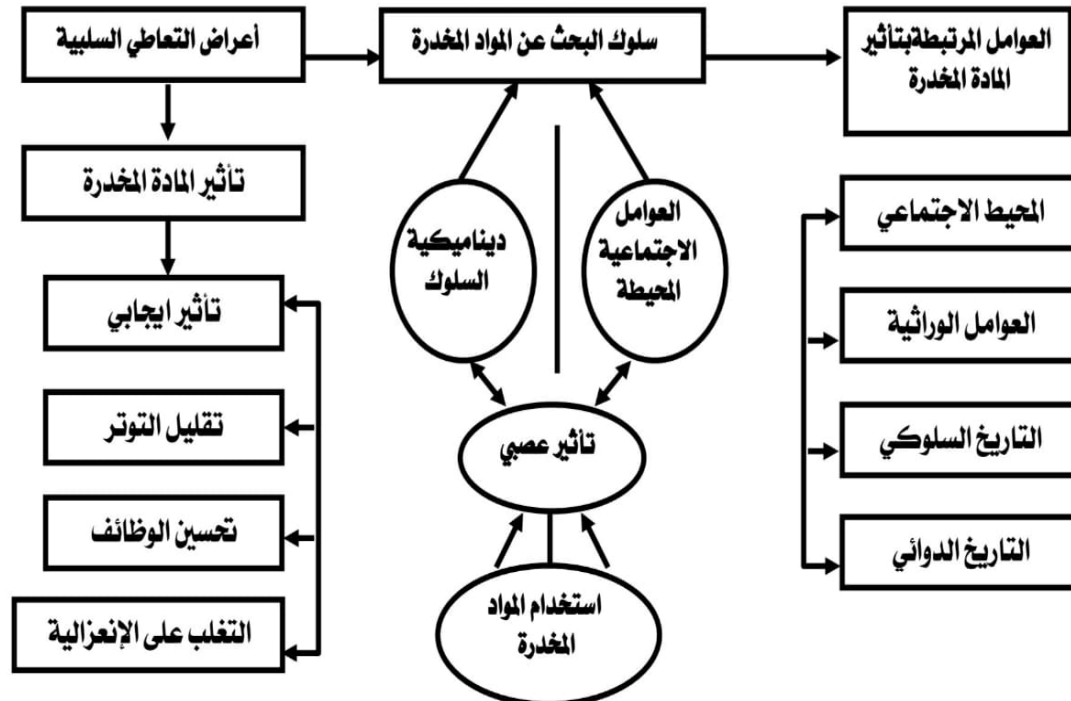 العوامل المرتبطة بتأثير
المادة المخدرة
سلوك البحث عن المواد المخدرة
أعراض التعاطي السلبية
تأثير المادة المخدرة
المحيط الاجتماعي
العوامل
الاجتماعية
المحيطة
ديناميكية
السلوك
تأثير ايجابي
العوامل الوراثية
تقليل التوتر
تأثير عصبي
التاريخ السلوكي
تحسين الوظائف
التاريخ الدوائي
استخدام المواد
المخدرة
التغلب على الإنعزالية